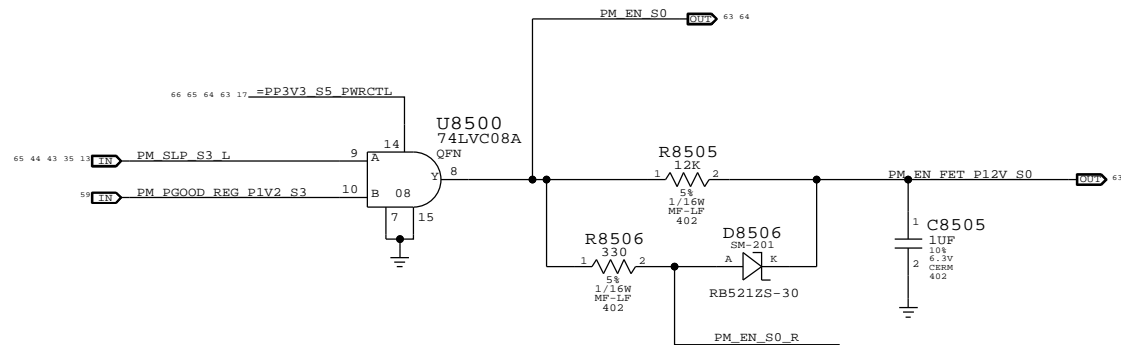 PM_EN_S0 OUT 63 64
66 65 64 63 17 =PP3V3_S5_PWRCTL
U8500
74LVC08A
QFN
14
65 44 43 35 13 IN PM_SLP_S3_L 9 A
Y 8
59 IN PM_PGOOD_REG_P1V2_S3 10 B 08
7 15
R8505
12K
1 2
5%
1/16W
MF-LF
402
PM_EN_FET_P12V_S0 OUT 63
R8506
330
1 2
5%
1/16W
MF-LF
402
D8506
SM-201
A K
RB521ZS-30
1 C8505
1UF
10%
6.3V
2 CERM
402
PM_EN_S0_R